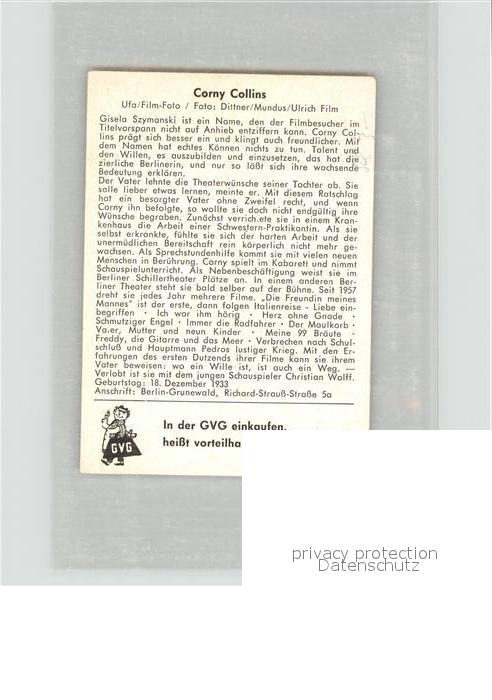 Corny Collins
Ufa/Film-Foto / Foto: Dittner/Mundus/Ulrich Film
Gisela Szymanski ist ein Name, den der Filmbesucher im
Titelvorspann nicht auf Anhieb entziffern kann. Corny Col-
lins prägt sich besser ein und klingt auch freundlicher. Mit
dem Namen hat echtes Können nichts zu tun. Talent und
den Willen, es auszubilden und einzusetzen, das hat die
zierliche Berlinerin, und nur so läßt sich ihre wachsende
Bedeutung erklären.
Der Vater lehnte die Theaterwünsche seiner Tochter ab. Sie
solle lieber etwas lernen, meinte er. Mit diesem Ratschlag
hat ein besorgter Vater ohne Zweifel recht, und wenn
Corny ihn befolgte, so wollte sie doch nicht endgültig ihre
Wünsche begraben. Zunächst verrich.ete sie in einem Kran-
kenhaus die Arbeit einer Schwestern-Praktikantin. Als sie
selbst erkrankte, fühlte sie sich der harten Arbeit und der
unermüdlichen Bereitschaft rein körperlich nicht mehr ge-
wachsen. Als Sprechstundenhilfe kommt sie mit vielen neuen
Menschen in Berührung. Corny spielt im Kabarett und nimmt
Schauspielunterricht. Als Nebenbeschäftigung weist sie im
Berliner Schillertheater Plätze an. In einem anderen Ber-
liner Theater steht sie bald selber auf der Bühne. Seit 1957
dreht sie jedes Jahr mehrere Filme. „Die Freundin meines
Mannes" ist der erste, dann folgen Italienreise - Liebe ein-
begriffen · Ich war ihm hörig · Herz ohne Gnade ·
Schmutziger Engel · Immer die Radfahrer · Der Maulkorb ·
Va.er, Mutter und neun Kinder · Meine 99 Bräute ·
Freddy, die Gitarre und das Meer · Verbrechen nach Schul-
schluß und Hauptmann Pedros lustiger Krieg. Mit den Er-
fahrungen des ersten Dutzends ihrer Filme kann sie ihrem
Vater beweisen: wo ein Wille ist, ist auch ein Weg. —
Verlobt ist sie mit dem jungen Schauspieler Christian Wolff.
Geburtstag: 18. Dezember 1933
Anschrift: Berlin-Grunewald, Richard-Strauß-Straße 5a
GVG
In der GVG einkaufen,
heißt vorteilha
privacy protection
Datenschutz